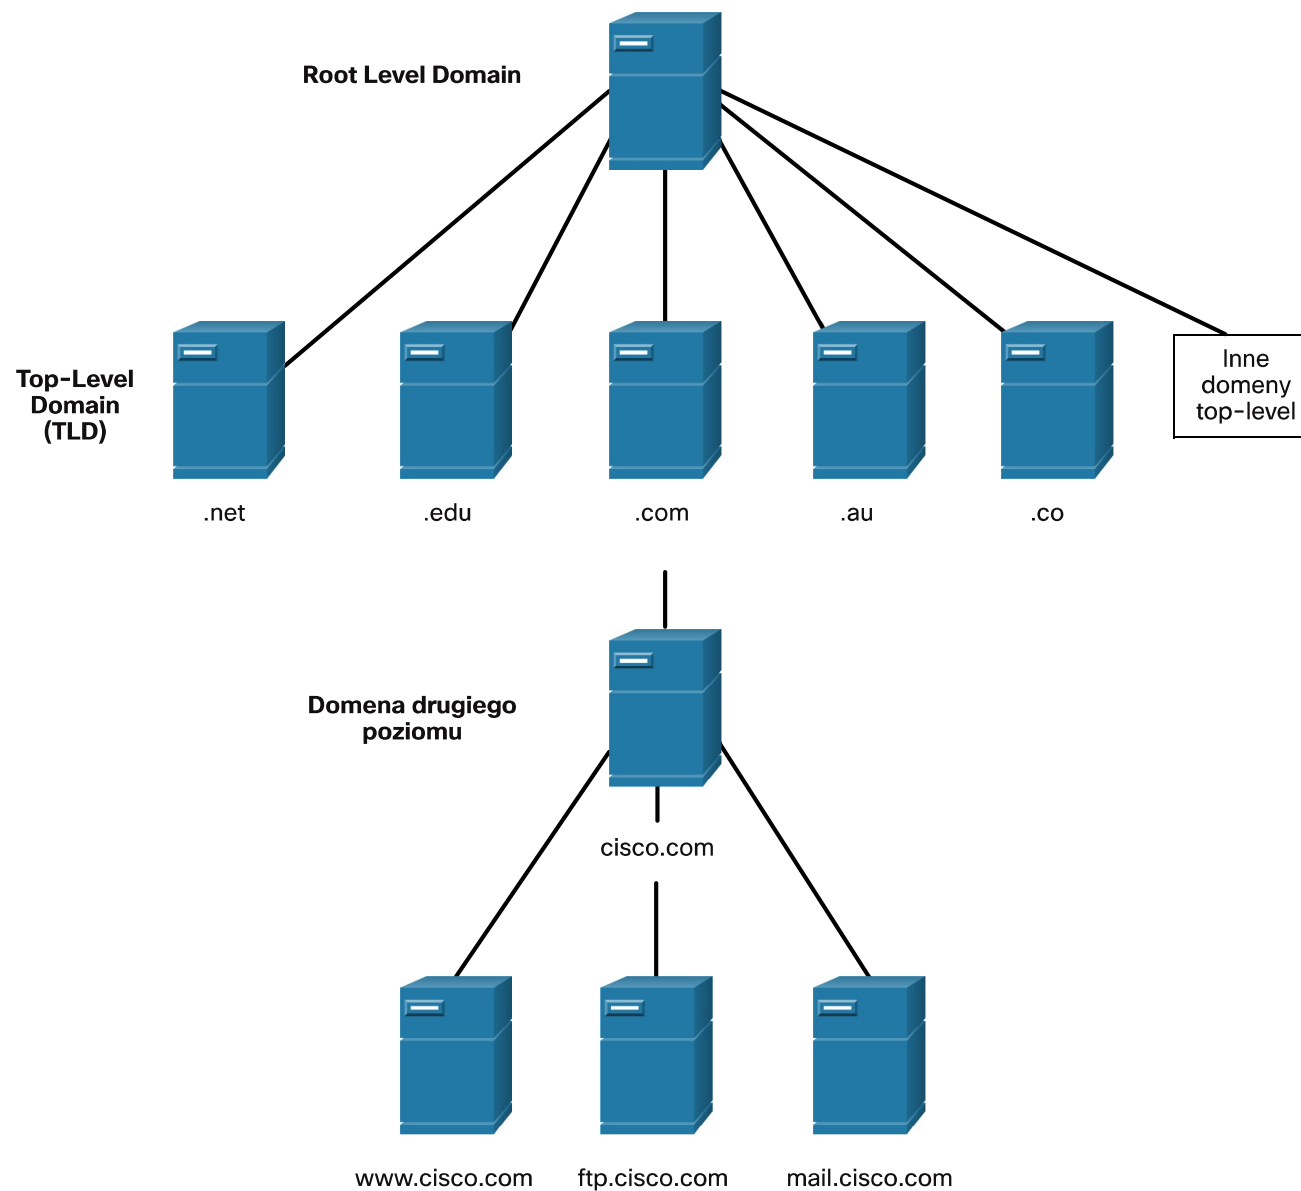 Root Level Domain
Top-Level
Domain
(TLD)
Inne
domeny
top-level
.net
.edu
.com
.au
.co
Domena drugiego
poziomu
cisco.com
www.cisco.com
ftp.cisco.com
mail.cisco.com